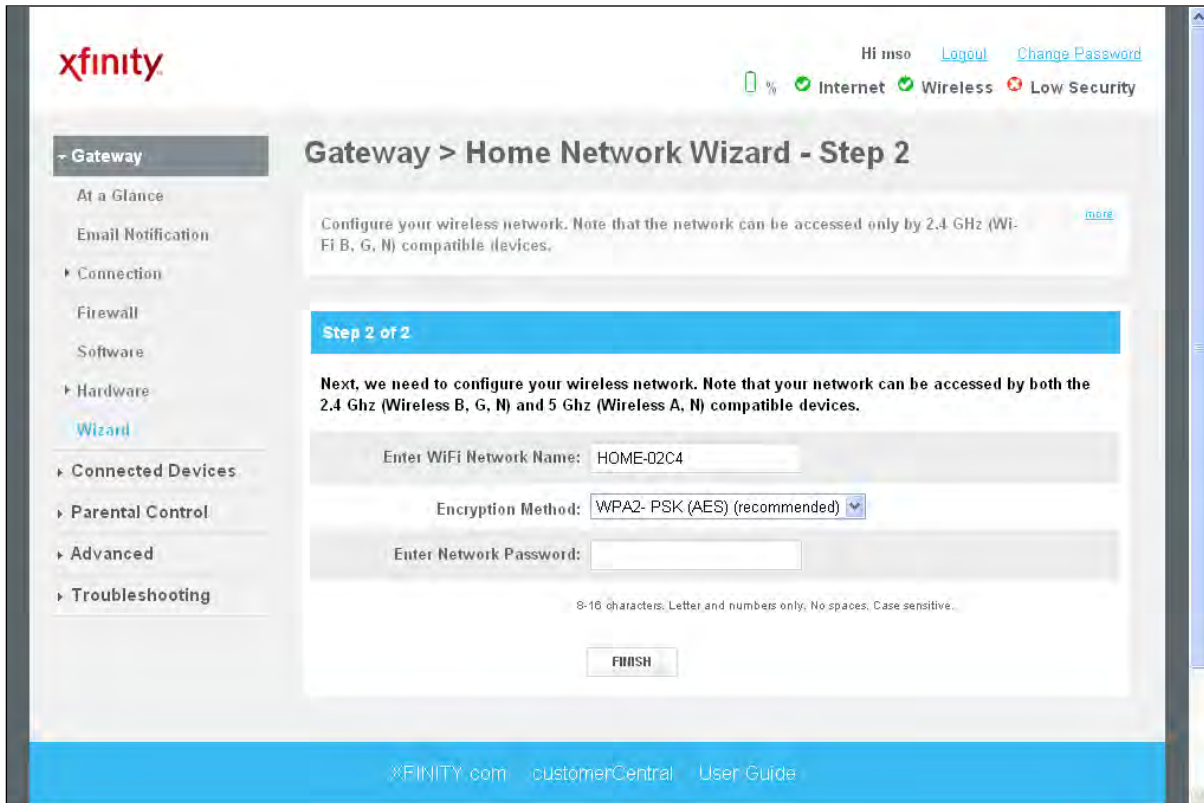 xfinity
Hi mso Logout Change Password
% Internet Wireless Low Security
Gateway
At a Glance
Email Notification
Connection
Firewall
Software
Hardware
Wizard
Connected Devices
Parental Control
Advanced
Troubleshooting
Gateway > Home Network Wizard - Step 2
more
Configure your wireless network. Note that the network can be accessed only by 2.4 GHz (Wi-
Fi B, G, N) compatible devices.
Step 2 of 2
Next, we need to configure your wireless network. Note that your network can be accessed by both the
2.4 Ghz (Wireless B, G, N) and 5 Ghz (Wireless A, N) compatible devices.
Enter WiFi Network Name: HOME-02C4
Encryption Method: WPA2- PSK (AES) (recommended)
Enter Network Password:
8-16 characters. Letter and numbers only. No spaces. Case sensitive.
FINISH
XFINITY.com customerCentral User Guide